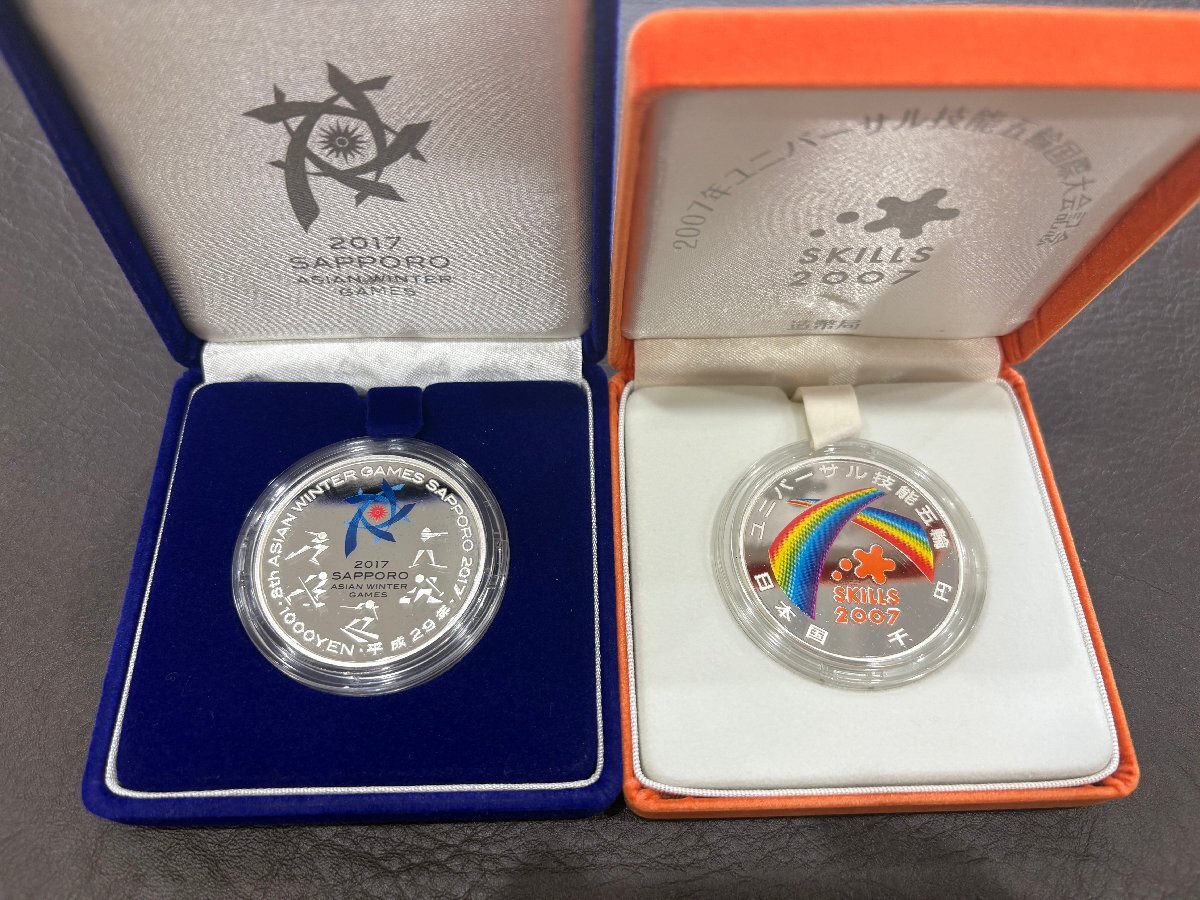 2017
SAPPORO
ASIAN WINTER
GAMES
8th ASIAN WINTER GAMES SAPPORO 2017
2017
SAPPORO
ASIAN WINTER
GAMES
・1000YEN・平成29年・
2007年ユニバーサル技能五輪国際大会記念
SKILLS
2007
造幣局
ユニバーサル技能五輪
SKILLS
2007
日本国 千円